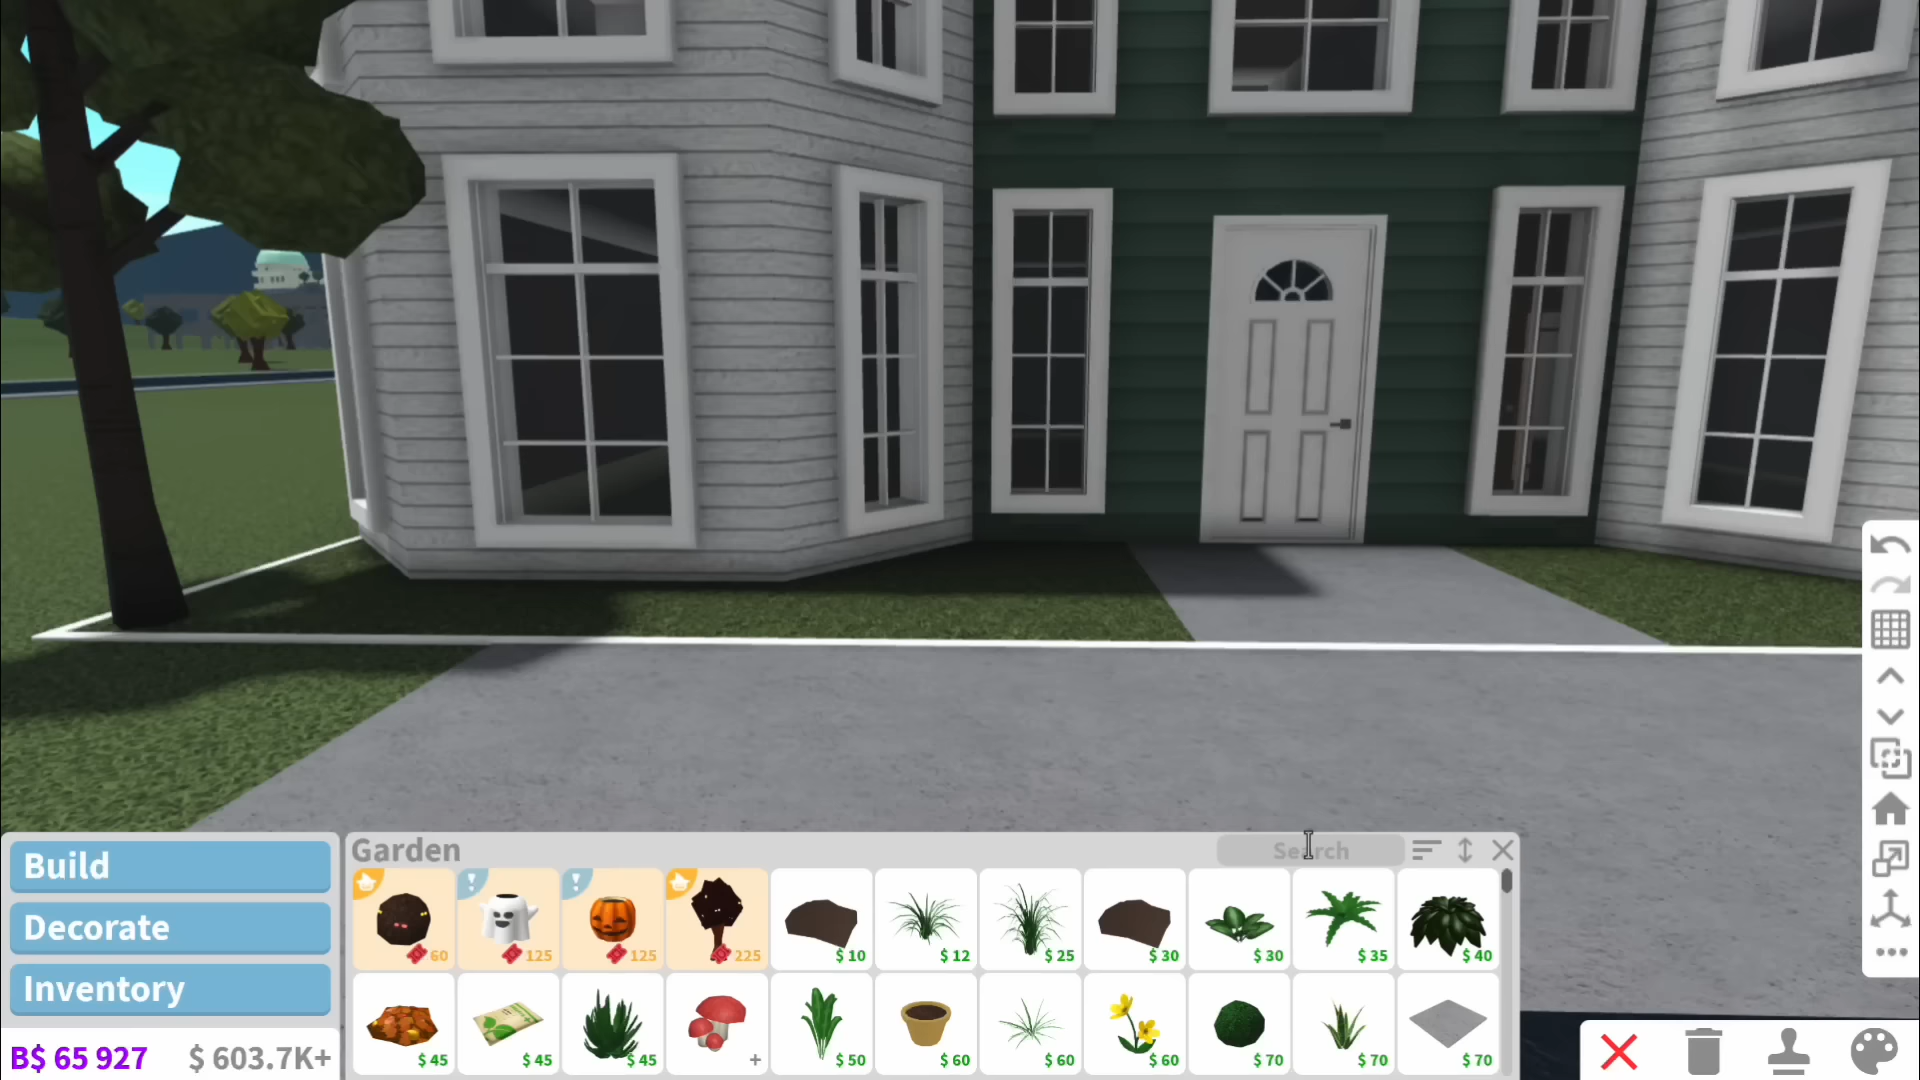 Build
Decorate
Inventory
B$ 65 927 $ 603.7K+
Garden Search
60 125 125 225 $ 10 $ 12 $ 25 $ 30 $ 30 $ 35 $ 40
$ 45 $ 45 $ 45 + $ 50 $ 60 $ 60 $ 60 $ 70 $ 70 $ 70